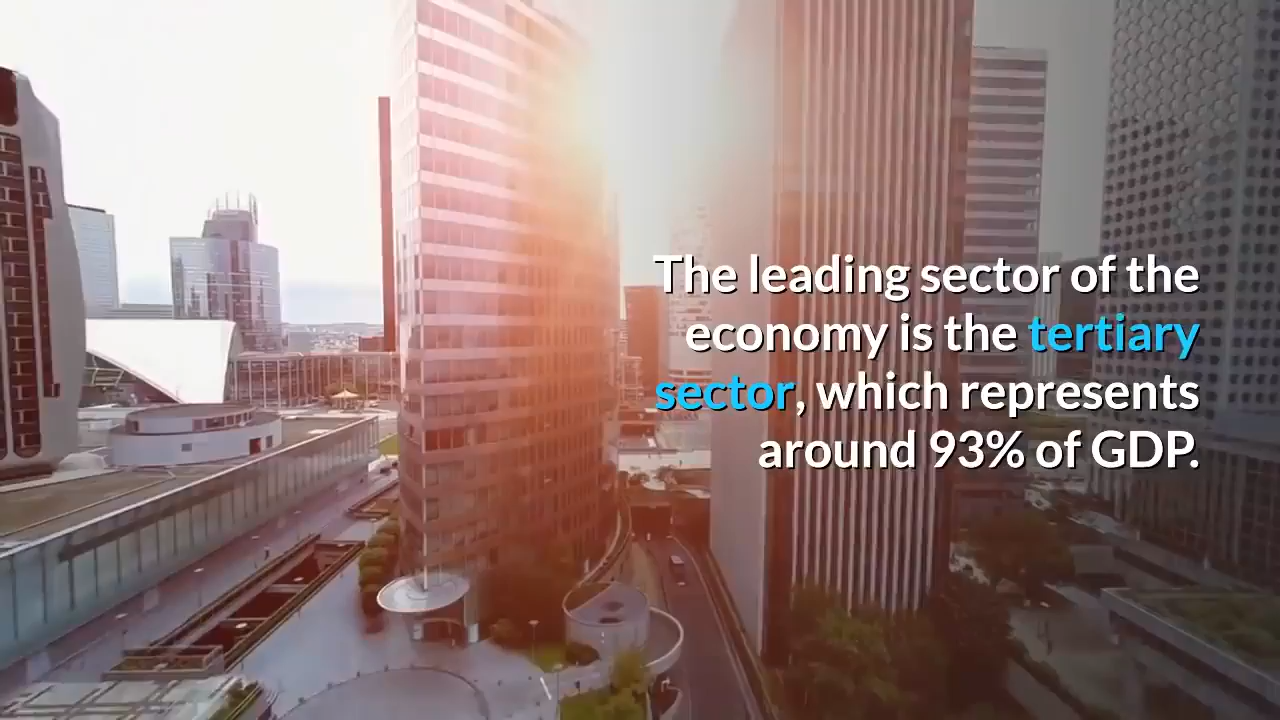 The leading sector of the
economy is the tertiary
sector, which represents
around 93% of GDP.